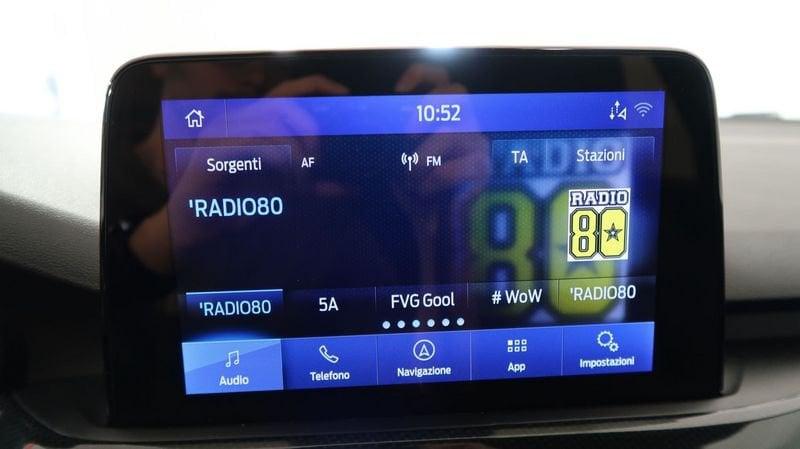 10:52
Sorgenti AF FM TA Stazioni
'RADIO80
RADIO
80
'RADIO80 5A FVG Gool # WoW 'RADIO80
Audio Telefono Navigazione App Impostazioni